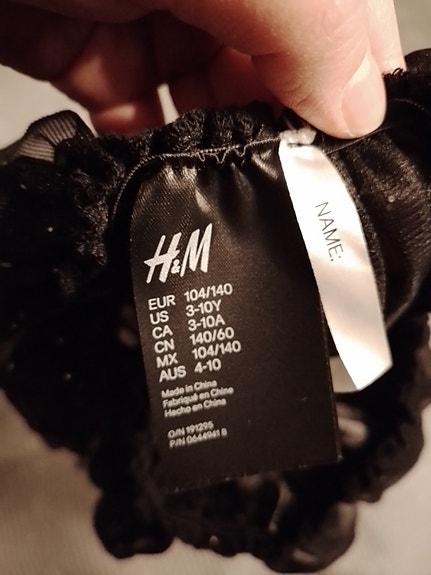 H&M
EUR 104/140
US 3-10Y
CA 3-10A
CN 140/60
MX 104/140
AUS 4-10
Made in China
Fabriqué en Chine
Hecho en China
O/N 191295
P/N 0644941 8
NAME: